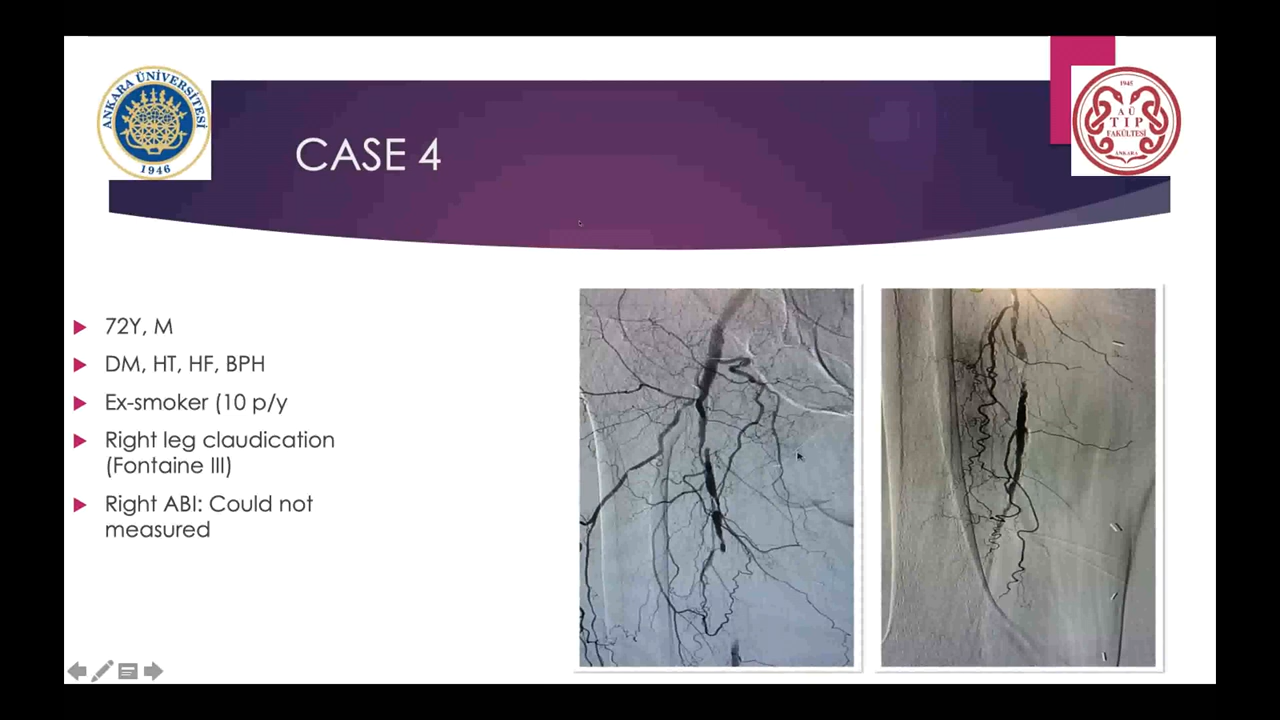 ANKARA ÜNİVERSİTESİ
1946
CASE 4
1945
A Ü
TIP
FAKÜLTESİ
ANKARA
72Y, M
DM, HT, HF, BPH
Ex-smoker (10 p/y
Right leg claudication
(Fontaine III)
Right ABI: Could not
measured